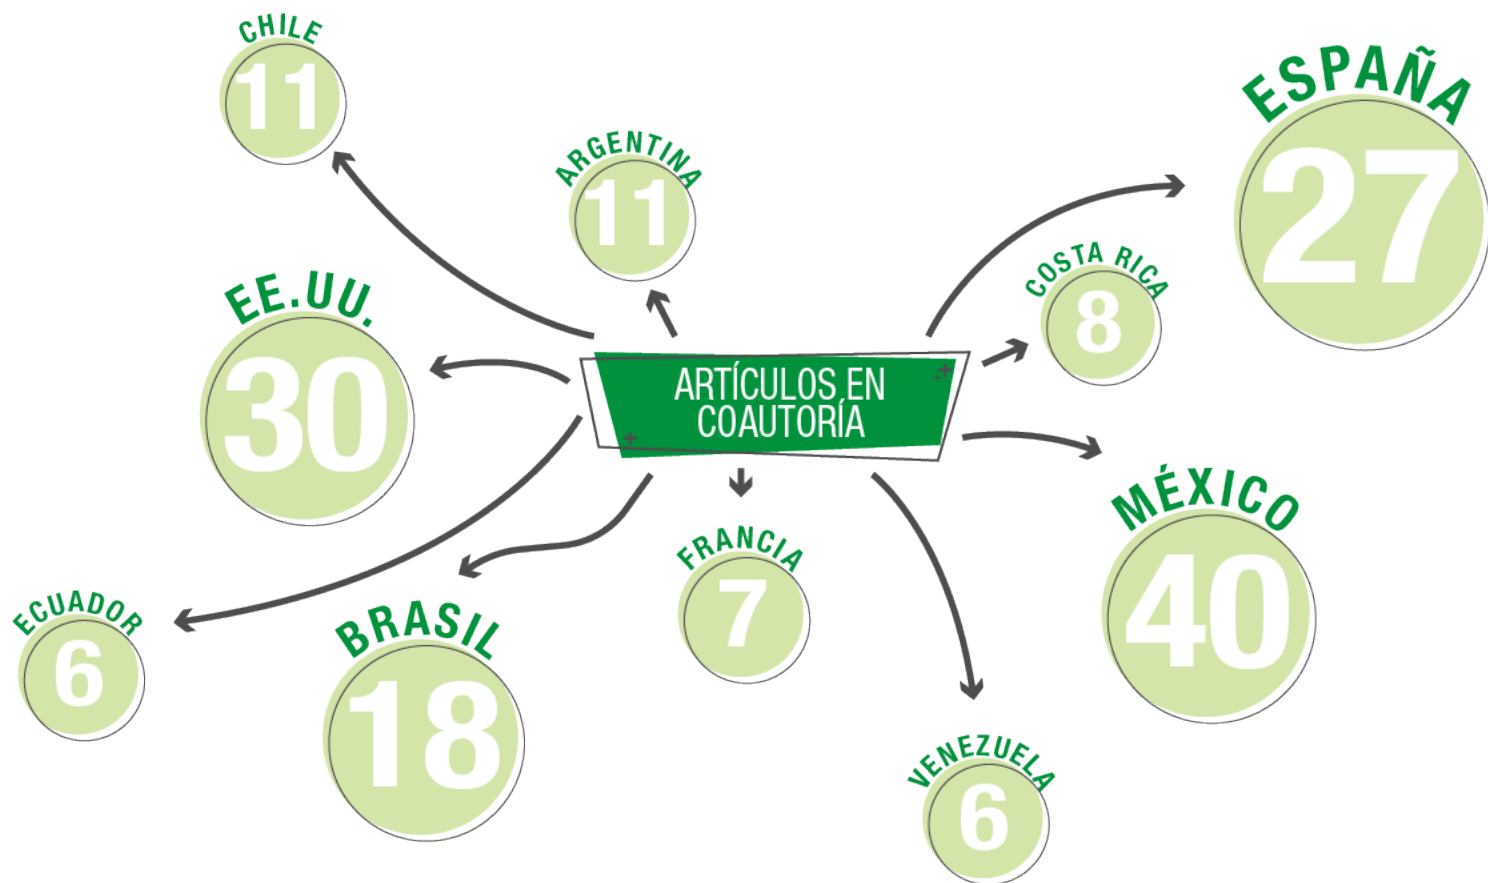 CHILE
11
ARGENTINA
11
ESPAÑA
27
COSTA RICA
8
EE.UU.
30
ARTÍCULOS EN
COAUTORÍA
MÉXICO
40
FRANCIA
7
ECUADOR
6
BRASIL
18
VENEZUELA
6